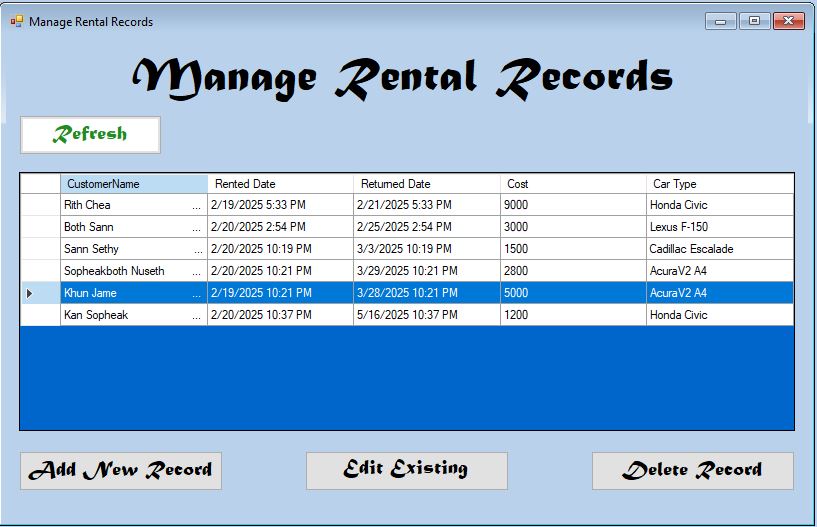 Manage Rental Records
Manage Rental Records
Refresh
CustomerName Rented Date Returned Date Cost Car Type
Rith Chea ... 2/19/2025 5:33 PM 2/21/2025 5:33 PM 9000 Honda Civic
Both Sann ... 2/20/2025 2:54 PM 2/25/2025 2:54 PM 3000 Lexus F-150
Sann Sethy ... 2/20/2025 10:19 PM 3/3/2025 10:19 PM 1500 Cadillac Escalade
Sopheakboth Nuseth ... 2/20/2025 10:21 PM 3/29/2025 10:21 PM 2800 AcuraV2 A4
Khun Jame ... 2/19/2025 10:21 PM 3/28/2025 10:21 PM 5000 AcuraV2 A4
Kan Sopheak ... 2/20/2025 10:37 PM 5/16/2025 10:37 PM 1200 Honda Civic
Add New Record Edit Existing Delete Record